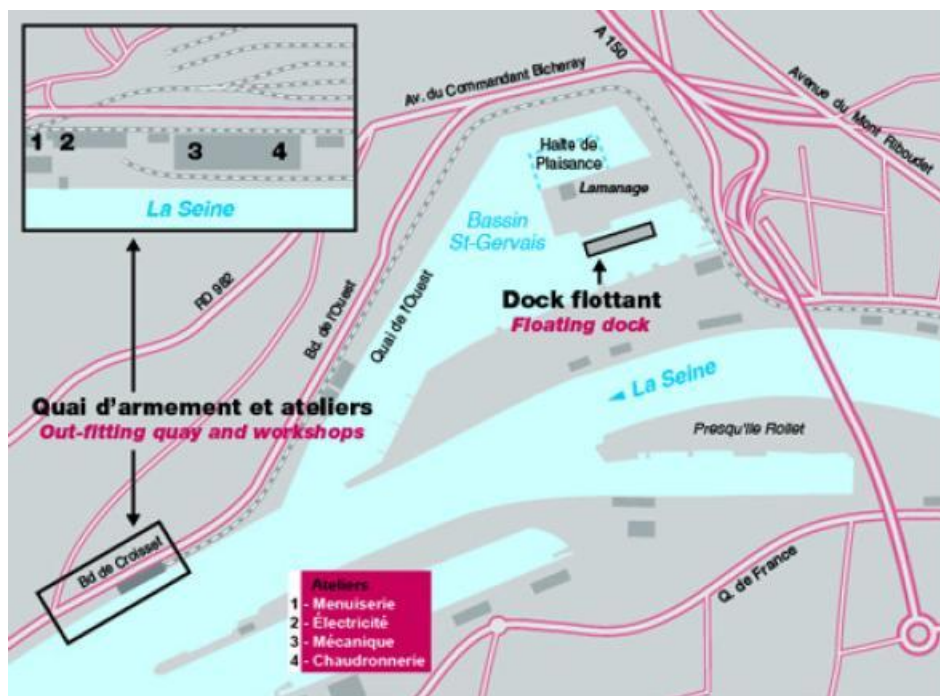 A 150
Av. du Commandant Bicheray
Avenue du Mont Riboudet
1
2
3
4
La Seine
Halte de
Plaisance
Lamanage
Bassin
St-Gervais
RD 982
Bd. de l'Ouest
Quai de l'Ouest
Dock flottant
Floating dock
La Seine
Quai d'armement et ateliers
Out-fitting quay and workshops
Presqu'île Rollet
Bd de Croisset
Q. de France
Ateliers
1 - Menuiserie
2 - Électricité
3 - Mécanique
4 - Chaudronnerie